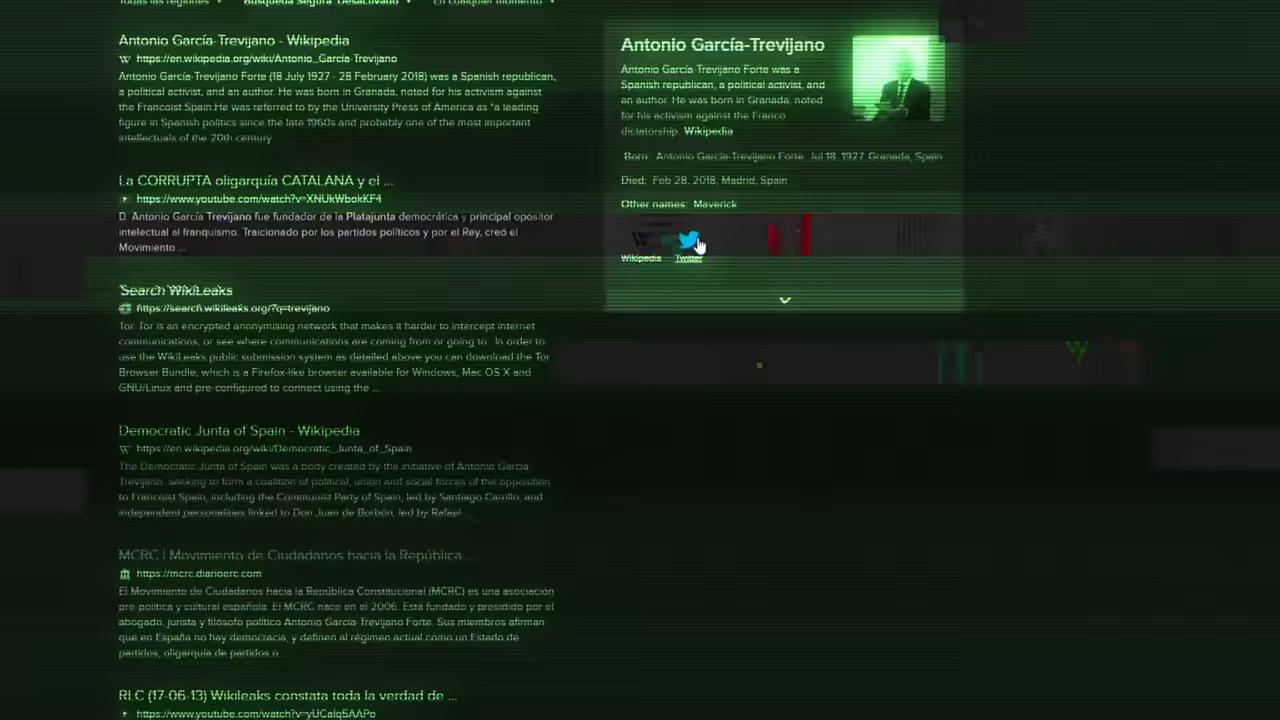 Todas las regiones
Búsqueda Segura: Desactivado
En cualquier momento
Antonio García-Trevijano - Wikipedia
W https://en.wikipedia.org/wiki/Antonio_García-Trevijano
Antonio García-Trevijano Forte (18 July 1927 - 28 February 2018) was a Spanish republican,
a political activist, and an author. He was born in Granada, noted for his activism against
the Francoist Spain.He was referred to by the University Press of America as "a leading
figure in Spanish politics since the late 1960s and probably one of the most important
intellectuals of the 20th century
La CORRUPTA oligarquía CATALANA y el ...
https://www.youtube.com/watch?v=XNUkWbokKF4
D. Antonio García Trevijano fue fundador de la Platajunta democrática y principal opositor
intelectual al franquismo. Traicionado por los partidos políticos y por el Rey, creó el
Movimiento ...
Search WikiLeaks
https://search.wikileaks.org/?q=trevijano
Tor. Tor is an encrypted anonymising network that makes it harder to intercept internet
communications, or see where communications are coming from or going to. In order to
use the WikiLeaks public submission system as detailed above you can download the Tor
Browser Bundle, which is a Firefox-like browser available for Windows, Mac OS X and
GNU/Linux and pre-configured to connect using the ...
Democratic Junta of Spain - Wikipedia
W https://en.wikipedia.org/wiki/Democratic_Junta_of_Spain
The Democratic Junta of Spain was a body created by the initiative of Antonio García
Trevijano, seeking to form a coalition of political, union and social forces of the opposition
to Francoist Spain, including the Communist Party of Spain, led by Santiago Carrillo, and
independent personalities linked to Don Juan de Borbón, led by Rafael
MCRC | Movimiento de Ciudadanos hacia la República ...
https://mcrc.diariorc.com
El Movimiento de Ciudadanos hacia la República Constitucional (MCRC) es una asociación
pre-política y cultural española. El MCRC nace en el 2006. Está fundado y presidido por el
abogado, jurista y filósofo político Antonio García-Trevijano Forte. Sus miembros afirman
que en España no hay democracia, y definen al régimen actual como un Estado de
partidos, oligarquía de partidos o
RLC (17-06-13) Wikileaks constata toda la verdad de ...
https://www.youtube.com/watch?v=yUCalq5AAPo
Antonio García-Trevijano
Antonio García-Trevijano Forte was a
Spanish republican, a political activist, and
an author. He was born in Granada, noted
for his activism against the Franco
dictatorship. Wikipedia
Born: Antonio García-Trevijano Forte Jul 18, 1927, Granada, Spain
Died: Feb 28, 2018, Madrid, Spain
Other names: Maverick
W
Wikipedia
Twitter